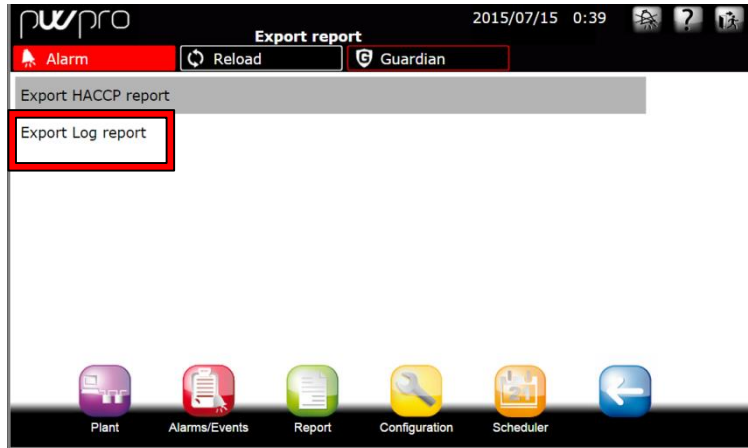 pwpro
Export report
2015/07/15 0:39
?
Alarm
Reload
G Guardian
Export HACCP report
Export Log report
21
Plant
Alarms/Events
Report
Configuration
Scheduler